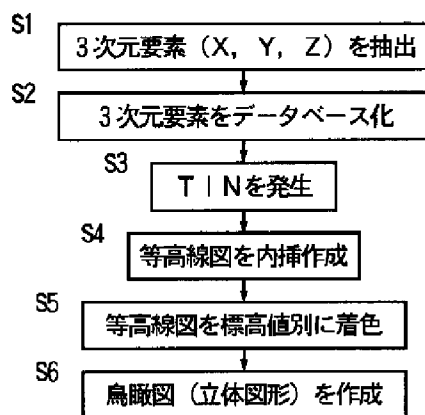 S1
3次元要素(X, Y, Z)を抽出
S2
3次元要素をデータベース化
S3
TINを発生
S4
等高線図を内挿作成
S5
等高線図を標高値別に着色
S6
鳥瞰図(立体図形)を作成